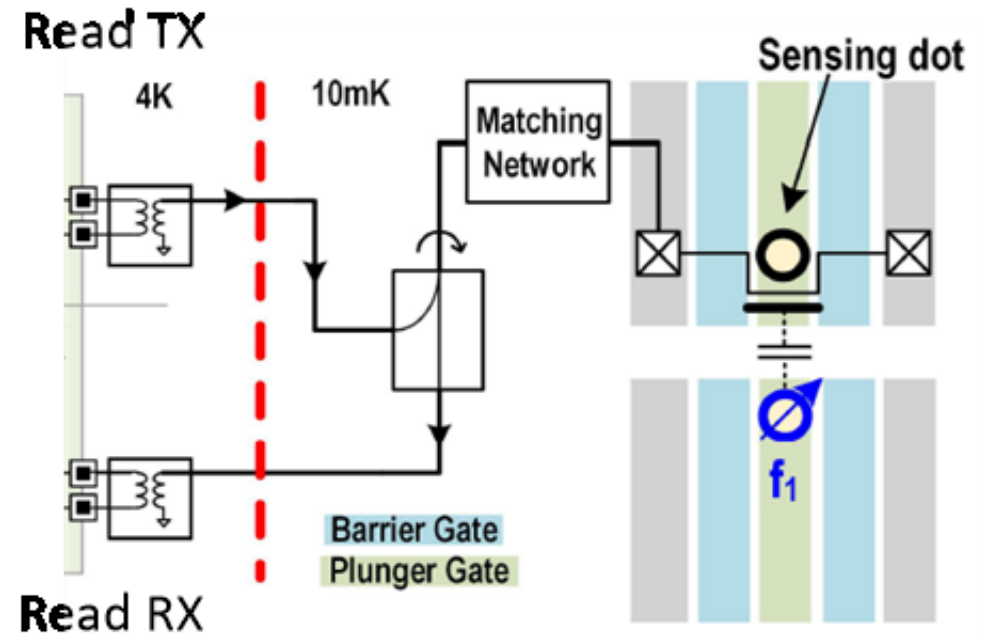 Read TX
4K
10mK
Matching
Network
Sensing dot
f₁
Barrier Gate
Plunger Gate
Read RX